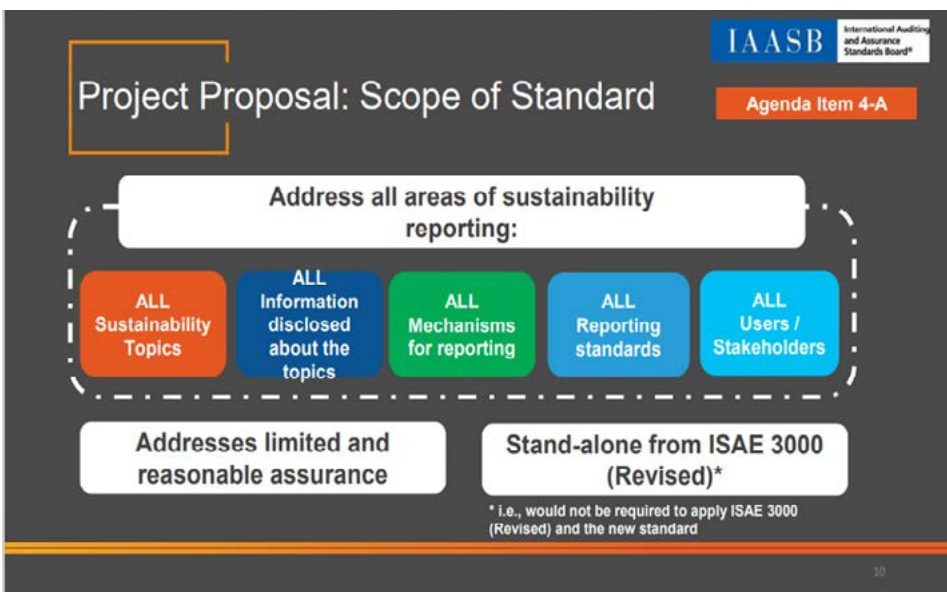 IAASB
International Auditing
and Assurance
Standards Board®
Project Proposal: Scope of Standard
Agenda Item 4-A
Address all areas of sustainability
reporting:
ALL
Sustainability
Topics
ALL
Information
disclosed
about the
topics
ALL
Mechanisms
for reporting
ALL
Reporting
standards
ALL
Users /
Stakeholders
Addresses limited and
reasonable assurance
Stand-alone from ISAE 3000
(Revised)*
* i.e., would not be required to apply ISAE 3000
(Revised) and the new standard
10